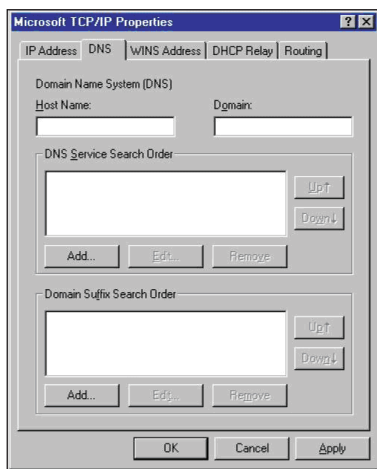 Microsoft TCP/IP Properties
IP Address DNS WINS Address DHCP Relay Routing
Domain Name System (DNS)
Host Name: Domain:
DNS Service Search Order
Up↑
Down↓
Add... Edit... Remove
Domain Suffix Search Order
Up↑
Down↓
Add... Edit... Remove
OK Cancel Apply